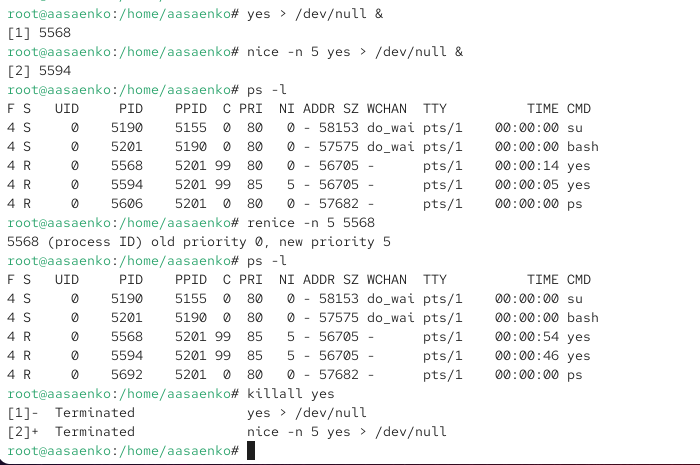 root@aasaenko:/home/aasaenko# yes > /dev/null &
[1] 5568
root@aasaenko:/home/aasaenko# nice -n 5 yes > /dev/null &
[2] 5594
root@aasaenko:/home/aasaenko# ps -l
F S   UID     PID    PPID  C PRI  NI ADDR SZ WCHAN  TTY          TIME CMD
4 S     0    5190    5155  0  80   0 - 58153 do_wai pts/1    00:00:00 su
4 S     0    5201    5190  0  80   0 - 57575 do_wai pts/1    00:00:00 bash
4 R     0    5568    5201 99  80   0 - 56705 -      pts/1    00:00:14 yes
4 R     0    5594    5201 99  85   5 - 56705 -      pts/1    00:00:05 yes
4 R     0    5606    5201  0  80   0 - 57682 -      pts/1    00:00:00 ps
root@aasaenko:/home/aasaenko# renice -n 5 5568
5568 (process ID) old priority 0, new priority 5
root@aasaenko:/home/aasaenko# ps -l
F S   UID     PID    PPID  C PRI  NI ADDR SZ WCHAN  TTY          TIME CMD
4 S     0    5190    5155  0  80   0 - 58153 do_wai pts/1    00:00:00 su
4 S     0    5201    5190  0  80   0 - 57575 do_wai pts/1    00:00:00 bash
4 R     0    5568    5201 99  85   5 - 56705 -      pts/1    00:00:54 yes
4 R     0    5594    5201 99  85   5 - 56705 -      pts/1    00:00:46 yes
4 R     0    5692    5201  0  80   0 - 57682 -      pts/1    00:00:00 ps
root@aasaenko:/home/aasaenko# killall yes
[1]-  Terminated              yes > /dev/null
[2]+  Terminated              nice -n 5 yes > /dev/null
root@aasaenko:/home/aasaenko#